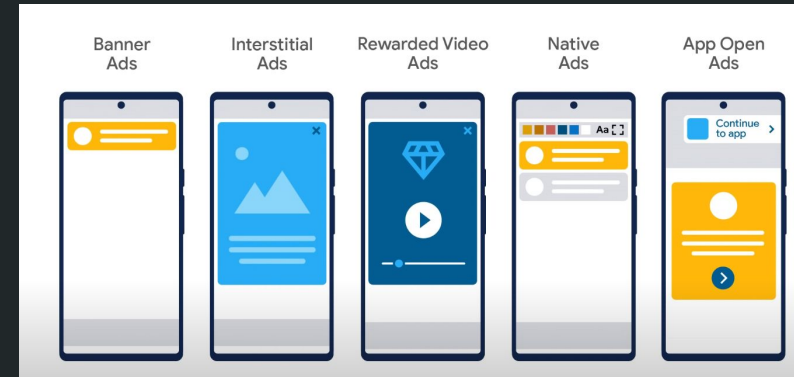 Banner
Ads
Interstitial
Ads
Rewarded Video
Ads
Native
Ads
App Open
Ads
Aa
Continue
to app